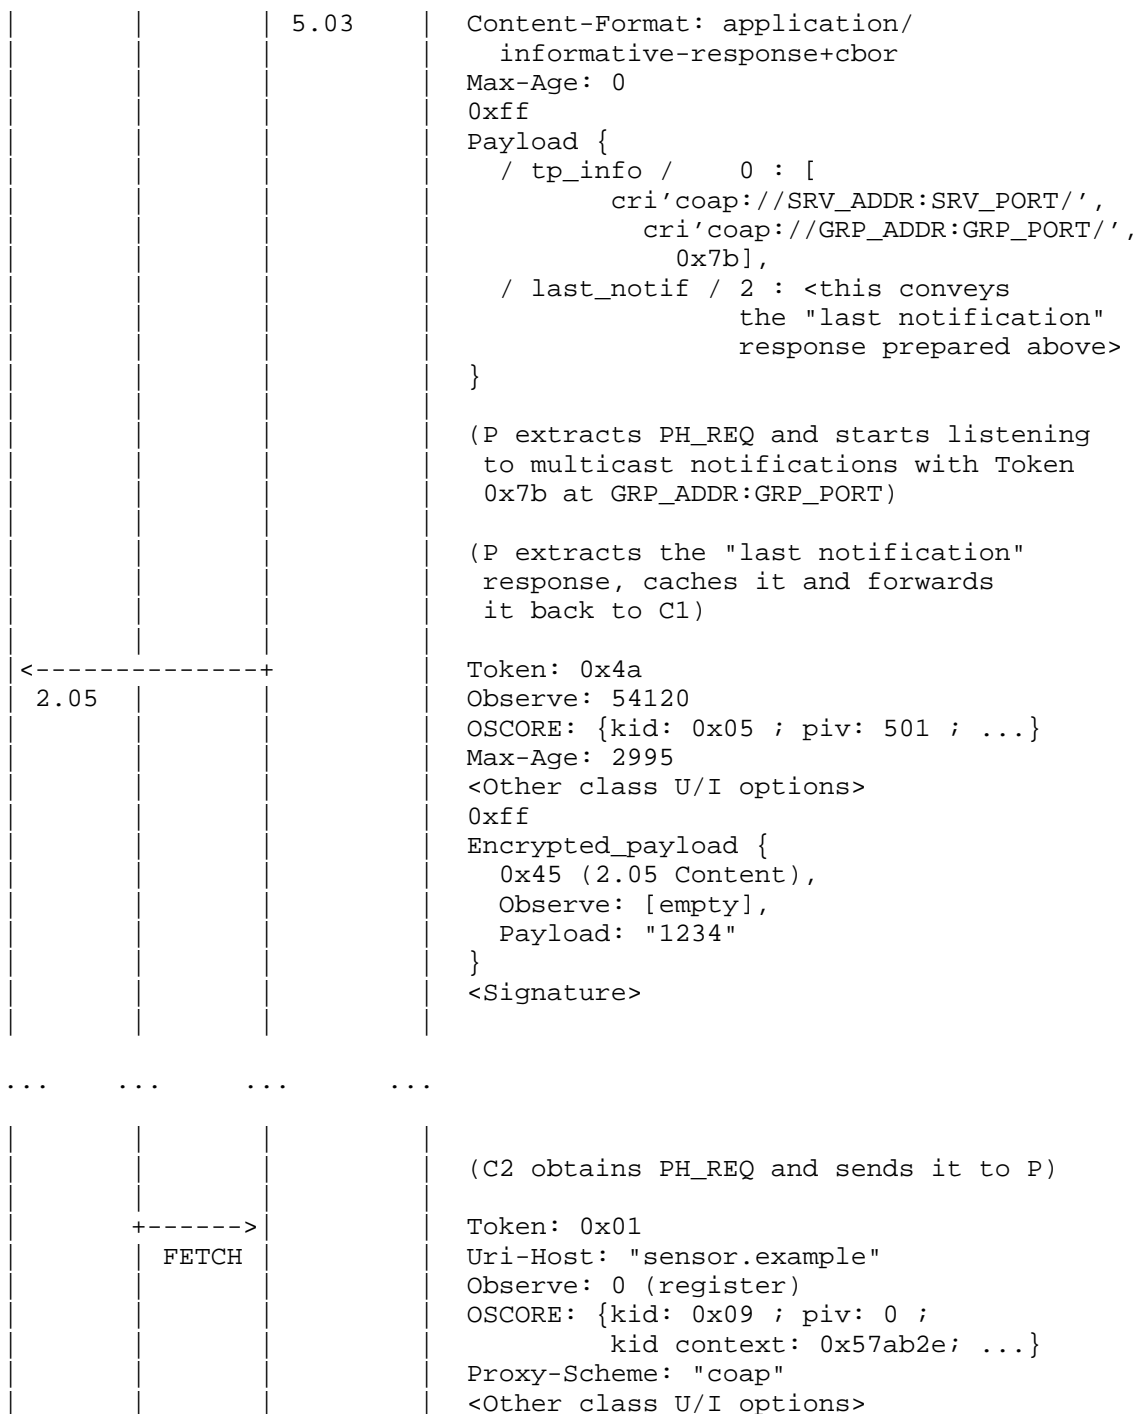 |       |       | 5.03    |  Content-Format: application/
|       |       |         |    informative-response+cbor
|       |       |         |  Max-Age: 0
|       |       |         |  0xff
|       |       |         |  Payload {
|       |       |         |    / tp_info /    0 : [
|       |       |         |           cri'coap://SRV_ADDR:SRV_PORT/',
|       |       |         |             cri'coap://GRP_ADDR:GRP_PORT/',
|       |       |         |               0x7b],
|       |       |         |    / last_notif / 2 : <this conveys
|       |       |         |                   the "last notification"
|       |       |         |                   response prepared above>
|       |       |         |  }
|       |       |         |
|       |       |         |  (P extracts PH_REQ and starts listening
|       |       |         |   to multicast notifications with Token
|       |       |         |   0x7b at GRP_ADDR:GRP_PORT)
|       |       |         |
|       |       |         |  (P extracts the "last notification"
|       |       |         |   response, caches it and forwards
|       |       |         |   it back to C1)
|       |       |         |
|<--------------+         |  Token: 0x4a
| 2.05  |       |         |  Observe: 54120
|       |       |         |  OSCORE: {kid: 0x05 ; piv: 501 ; ...}
|       |       |         |  Max-Age: 2995
|       |       |         |  <Other class U/I options>
|       |       |         |  0xff
|       |       |         |  Encrypted_payload {
|       |       |         |    0x45 (2.05 Content),
|       |       |         |    Observe: [empty],
|       |       |         |    Payload: "1234"
|       |       |         |  }
|       |       |         |  <Signature>
|       |       |         |
...    ...     ...       ...
|       |       |         |
|       |       |         |  (C2 obtains PH_REQ and sends it to P)
|       |       |         |
|       +------>|         |  Token: 0x01
|       | FETCH |         |  Uri-Host: "sensor.example"
|       |       |         |  Observe: 0 (register)
|       |       |         |  OSCORE: {kid: 0x09 ; piv: 0 ;
|       |       |         |           kid context: 0x57ab2e; ...}
|       |       |         |  Proxy-Scheme: "coap"
|       |       |         |  <Other class U/I options>